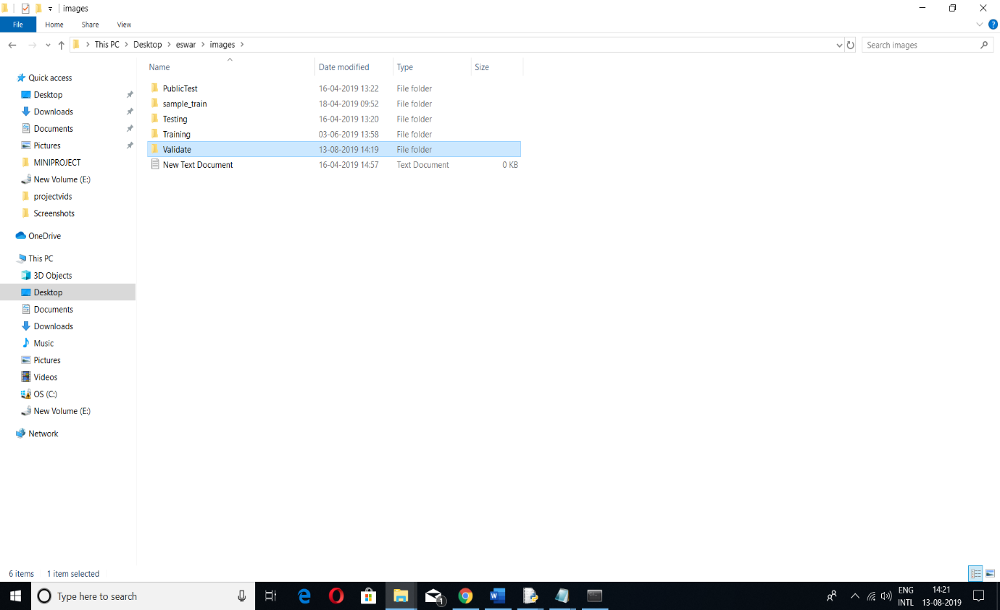 images
File Home Share View
This PC Desktop eswar images Search images
Name Date modified Type Size
Quick access
Desktop
Downloads
Documents
Pictures
MINIPROJECT
New Volume (E:)
projectvids
Screenshots
OneDrive
This PC
3D Objects
Desktop
Documents
Downloads
Music
Pictures
Videos
OS (C:)
New Volume (E:)
Network
PublicTest 16-04-2019 13:22 File folder
sample_train 18-04-2019 09:52 File folder
Testing 16-04-2019 13:20 File folder
Training 03-06-2019 13:58 File folder
Validate 13-08-2019 14:19 File folder
New Text Document 16-04-2019 14:57 Text Document 0 KB
6 items 1 item selected
Type here to search
1
ENG
INTL
14:21
13-08-2019